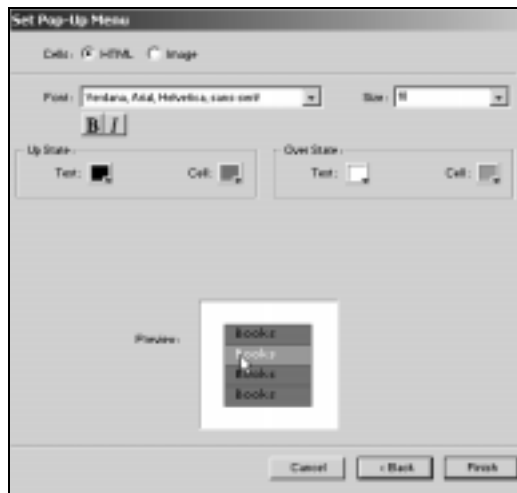 Set Pop-Up Menu
Cells: HTML Image
Font: Verdana, Arial, Helvetica, sans-serif Size:
B I
Up State: Over State:
Text: Cell: Text: Cell:
Preview:
Books
Books
Books
Books
Cancel < Back Finish